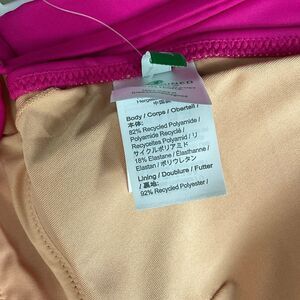 Body / Corps / Oberteil /
本体:
82% Recycled Polyamide /
Polyamide Recyclé /
Recyceltes Polyamid / リ
サイクルポリアミド
18% Elastane / Élasthanne /
Elastan / ポリウレタン
Lining / Doublure / Futter
/ 裏地:
92% Recycled Polyester /